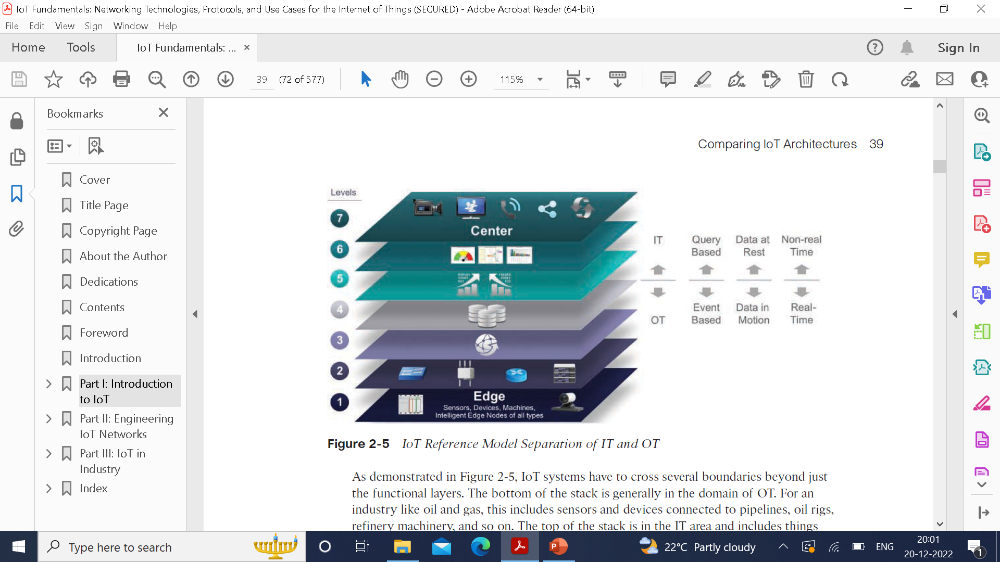 IoT Fundamentals: Networking Technologies, Protocols, and Use Cases for the Internet of Things (SECURED) - Adobe Acrobat Reader (64-bit)
File Edit View Sign Window Help
Home Tools IoT Fundamentals: ... × Sign In
39 (72 of 577) 115%
Bookmarks
Cover
Title Page
Copyright Page
About the Author
Dedications
Contents
Foreword
Introduction
Part I: Introduction
to IoT
Part II: Engineering
IoT Networks
Part III: IoT in
Industry
Index
Comparing IoT Architectures 39
Levels
7
Center
6
5
4
3
2
1
Edge
Sensors, Devices, Machines,
Intelligent Edge Nodes of all types
IT
Query
Based
Data at
Rest
Non-real
Time
OT
Event
Based
Data in
Motion
Real-
Time
Figure 2-5 IoT Reference Model Separation of IT and OT
As demonstrated in Figure 2-5, IoT systems have to cross several boundaries beyond just
the functional layers. The bottom of the stack is generally in the domain of OT. For an
industry like oil and gas, this includes sensors and devices connected to pipelines, oil rigs,
refinery machinery, and so on. The top of the stack is in the IT area and includes things
Type here to search
22°C Partly cloudy
ENG
20:01
20-12-2022
1